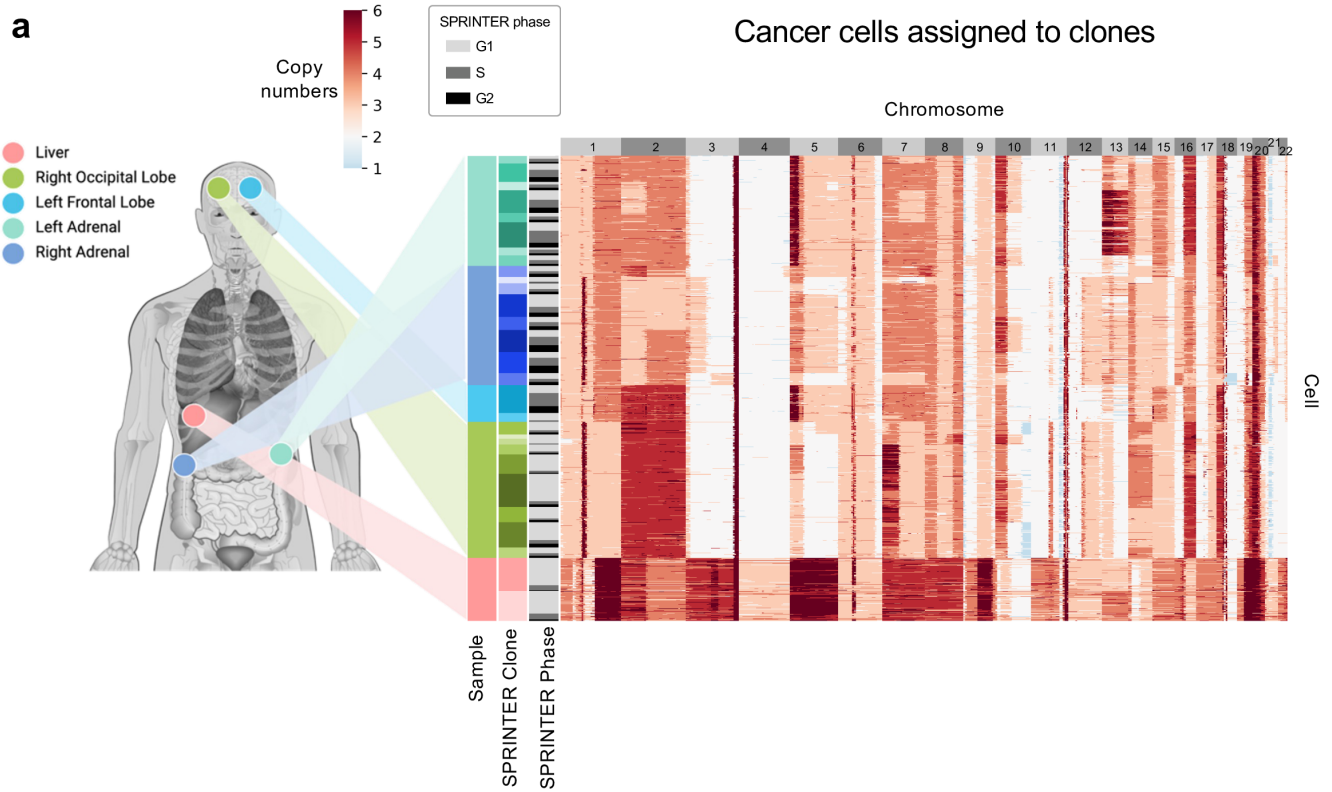 a
Cancer cells assigned to clones
Copy
numbers
6
5
4
3
2
1
SPRINTER phase
G1
S
G2
Chromosome
Liver
Right Occipital Lobe
Left Frontal Lobe
Left Adrenal
Right Adrenal
1 2 3 4 5 6 7 8 9 10 11 12 13 14 15 16 17 18 19 20 21 22
Cell
Sample
SPRINTER Clone
SPRINTER Phase